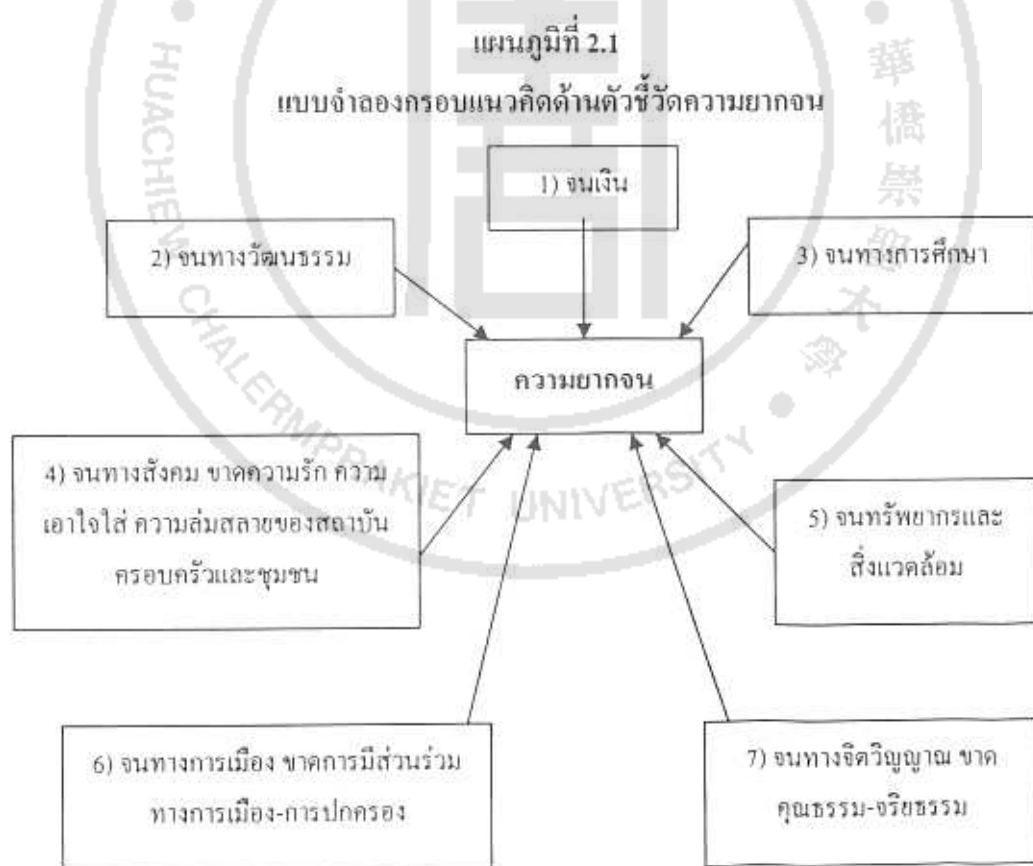 แผนภูมิที่ 2.1
แบบจำลองกรอบแนวคิดด้านตัวชี้วัดความยากจน
1) จนเงิน
2) จนทางวัฒนธรรม
3) จนทางการศึกษา
ความยากจน
4) จนทางสังคม ขาดความรัก ความ
เอาใจใส่ ความล่มสลายของสถาบัน
ครอบครัวและชุมชน
5) จนทรัพยากรและ
สิ่งแวดล้อม
6) จนทางการเมือง ขาดการมีส่วนร่วม
ทางการเมือง-การปกครอง
7) จนทางจิตวิญญาณ ขาด
คุณธรรม-จริยธรรม
HUACHIEW CHALERMPRAKIET UNIVERSITY
華僑崇聖大學